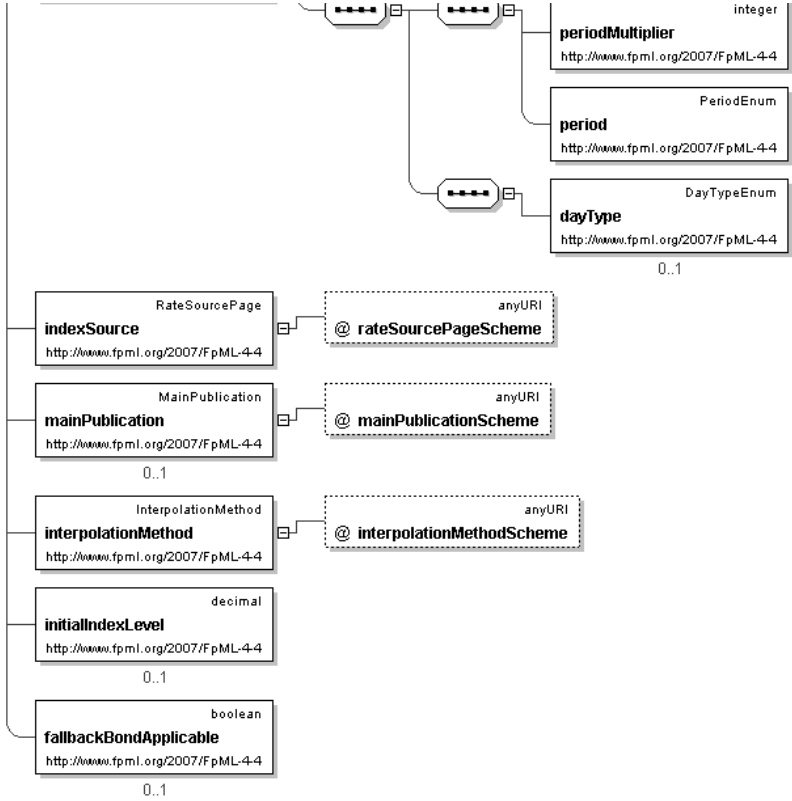 integer
periodMultiplier
http://www.fpml.org/2007/FpML-4-4
PeriodEnum
period
http://www.fpml.org/2007/FpML-4-4
DayTypeEnum
dayType
http://www.fpml.org/2007/FpML-4-4
0..1
RateSourcePage
indexSource
http://www.fpml.org/2007/FpML-4-4
anyURI
@ rateSourcePageScheme
MainPublication
mainPublication
http://www.fpml.org/2007/FpML-4-4
0..1
anyURI
@ mainPublicationScheme
InterpolationMethod
interpolationMethod
http://www.fpml.org/2007/FpML-4-4
anyURI
@ interpolationMethodScheme
decimal
initialIndexLevel
http://www.fpml.org/2007/FpML-4-4
0..1
boolean
fallbackBondApplicable
http://www.fpml.org/2007/FpML-4-4
0..1